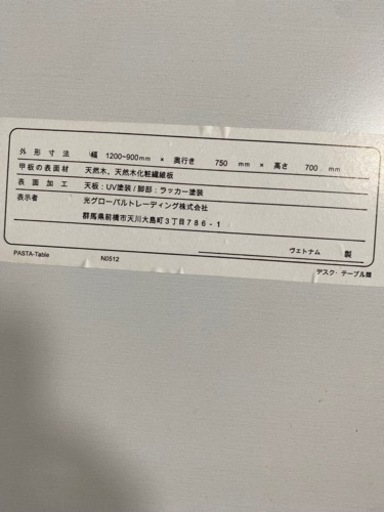 外形寸法 幅 1200~900mm × 奥行き 750 mm × 高さ 700 mm
甲板の表面材 天然木、天然木化粧繊維板
表面加工 天板:UV塗装/脚部:ラッカー塗装
表示者 光グローバルトレーディング株式会社
群馬県前橋市天川大島町3丁目786-1
ヴェトナム 製
PASTA-Table N0512 デスク・テーブル類